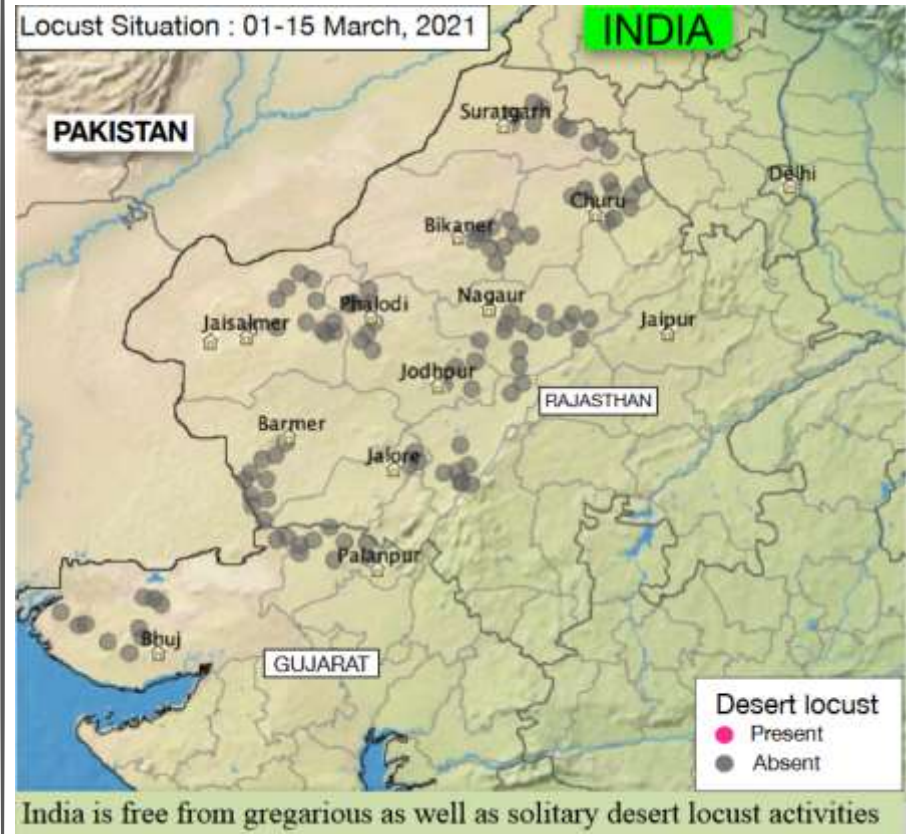 Locust Situation : 01-15 March, 2021
INDIA
PAKISTAN
Suratgarh
Delhi
Churu
Bikaner
Nagaur
Phalodi
Jaisalmer
Jaipur
Jodhpur
RAJASTHAN
Barmer
Jalore
Palanpur
Bhuj
GUJARAT
Desert locust
Present
Absent
India is free from gregarious as well as solitary desert locust activities